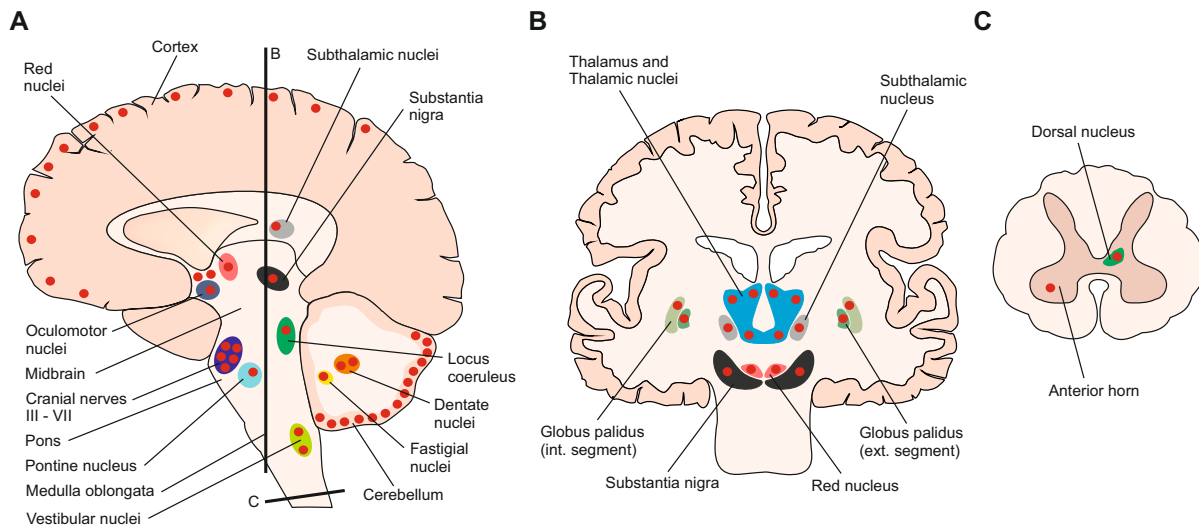 A
B
C
Cortex
Red
nuclei
B
Subthalamic nuclei
Substantia
nigra
Oculomotor
nuclei
Midbrain
Cranial nerves
III - VII
Pons
Pontine nucleus
Medulla oblongata
Vestibular nuclei
C
Locus
coeruleus
Dentate
nuclei
Fastigial
nuclei
Cerebellum
Thalamus and
Thalamic nuclei
Subthalamic
nucleus
Globus palidus
(int. segment)
Substantia nigra
Red nucleus
Globus palidus
(ext. segment)
Dorsal nucleus
Anterior horn